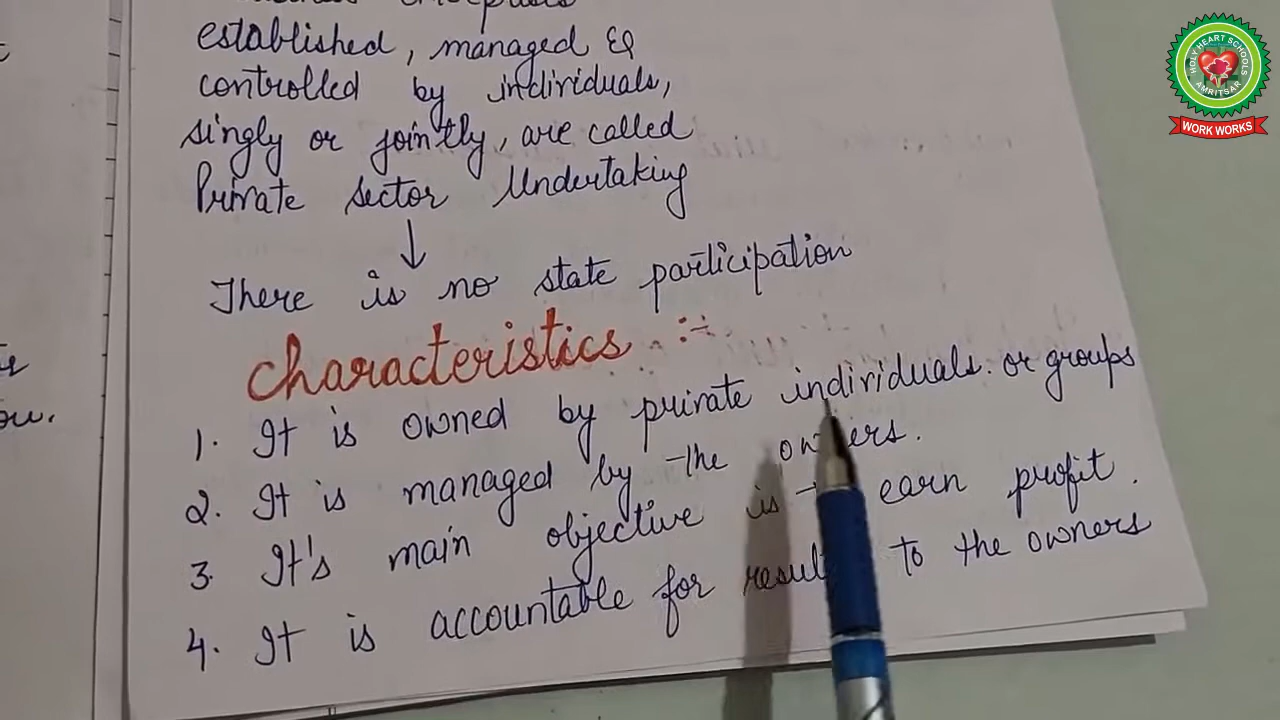 established, managed &
controlled by individuals,
singly or jointly, are called
Private sector Undertaking
There is no state participation
Characteristics :-
1. It is owned by private individuals. or groups
2. It is managed by the owners.
3. It's main objective is to earn profit.
4. It is accountable for result to the owners
HOLY HEART SCHOOLS
AMRITSAR
WORK WORKS